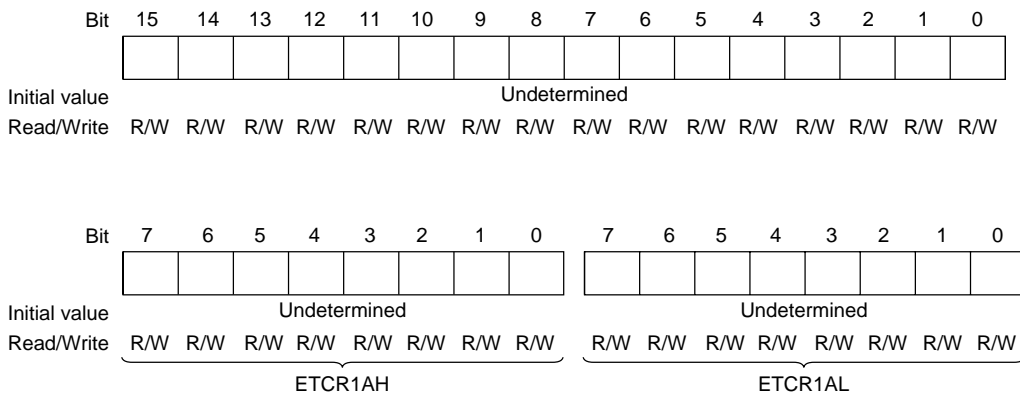 Bit 15 14 13 12 11 10 9 8 7 6 5 4 3 2 1 0
Initial value Undetermined
Read/Write R/W R/W R/W R/W R/W R/W R/W R/W R/W R/W R/W R/W R/W R/W R/W R/W
Bit 7 6 5 4 3 2 1 0 7 6 5 4 3 2 1 0
Initial value Undetermined Undetermined
Read/Write R/W R/W R/W R/W R/W R/W R/W R/W R/W R/W R/W R/W R/W R/W R/W R/W
ETCR1AH ETCR1AL